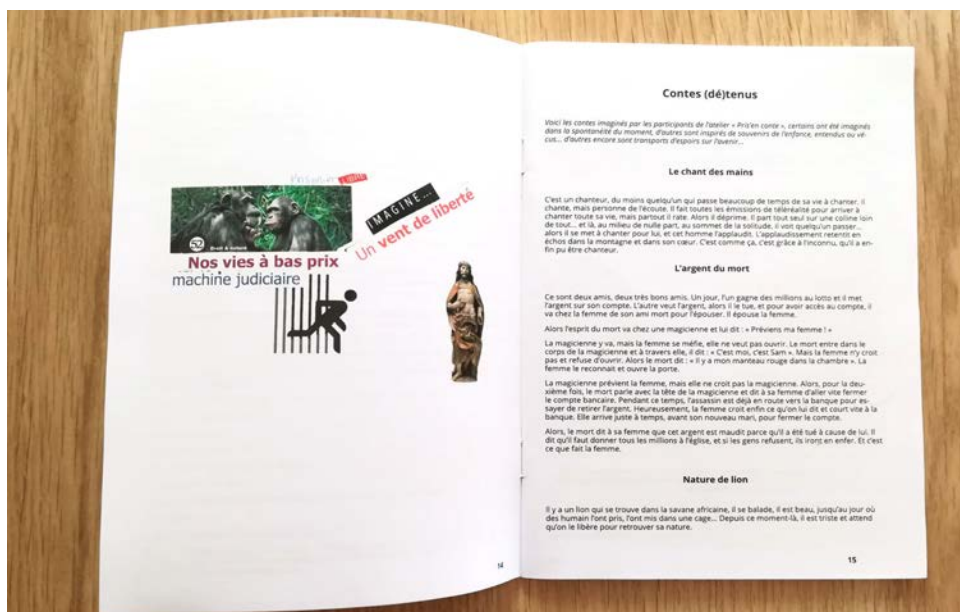 Prisonnier LIBRE
52
Droit & nature
IMAGINE...
Un vent de liberté
Nos vies à bas prix
machine judiciaire
14
Contes (dé)tenus
Voici les contes imaginés par les participants de l'atelier « Pris'en conte », certains ont été imaginés
dans la spontanéité du moment, d'autres sont inspirés de souvenirs de l'enfance, entendus ou vé-
cus... d'autres encore sont transports d'espoirs sur l'avenir...
Le chant des mains
C'est un chanteur, du moins quelqu'un qui passe beaucoup de temps de sa vie à chanter. Il
chante, mais personne de l'écoute. Il fait toutes les émissions de téléréalité pour arriver à
chanter toute sa vie, mais partout il rate. Alors il déprime. Il part tout seul sur une coline loin
de tout... et là, au milieu de nulle part, au sommet de la solitude, il voit quelqu'un passer...
alors il se met à chanter pour lui, et cet homme l'applaudit. L'applaudissement retentit en
échos dans la montagne et dans son cœur. C'est comme ça, c'est grâce à l'inconnu, qu'il a en-
fin pu être chanteur.
L'argent du mort
Ce sont deux amis, deux très bons amis. Un jour, l'un gagne des millions au lotto et il met
l'argent sur son compte. L'autre veut l'argent, alors il le tue, et pour avoir accès au compte, il
va chez la femme de son ami mort pour l'épouser. Il épouse la femme.
Alors l'esprit du mort va chez une magicienne et lui dit : « Préviens ma femme ! »
La magicienne y va, mais la femme se méfie, elle ne veut pas ouvrir. Le mort entre dans le
corps de la magicienne et à travers elle, il dit : « C'est moi, c'est Sam ». Mais la femme n'y croit
pas et refuse d'ouvrir. Alors le mort dit : « Il y a mon manteau rouge dans la chambre ». La
femme le reconnait et ouvre la porte.
La magicienne prévient la femme, mais elle ne croit pas la magicienne. Alors, pour la deu-
xième fois, le mort parle avec la tête de la magicienne et dit à sa femme d'aller vite fermer
le compte bancaire. Pendant ce temps, l'assassin est déjà en route vers la banque pour es-
sayer de retirer l'argent. Heureusement, la femme croit enfin ce qu'on lui dit et court vite à la
banque. Elle arrive juste à temps, avant son nouveau mari, pour fermer le compte.
Alors, le mort dit à sa femme que cet argent est maudit parce qu'il a été tué à cause de lui. Il
dit qu'il faut donner tous les millions à l'église, et si les gens refusent, ils iront en enfer. Et c'est
ce que fait la femme.
Nature de lion
Il y a un lion qui se trouve dans la savane africaine, il se balade, il est beau, jusqu'au jour où
des humain l'ont pris, l'ont mis dans une cage... Depuis ce moment-là, il est triste et attend
qu'on le libère pour retrouver sa nature.
15